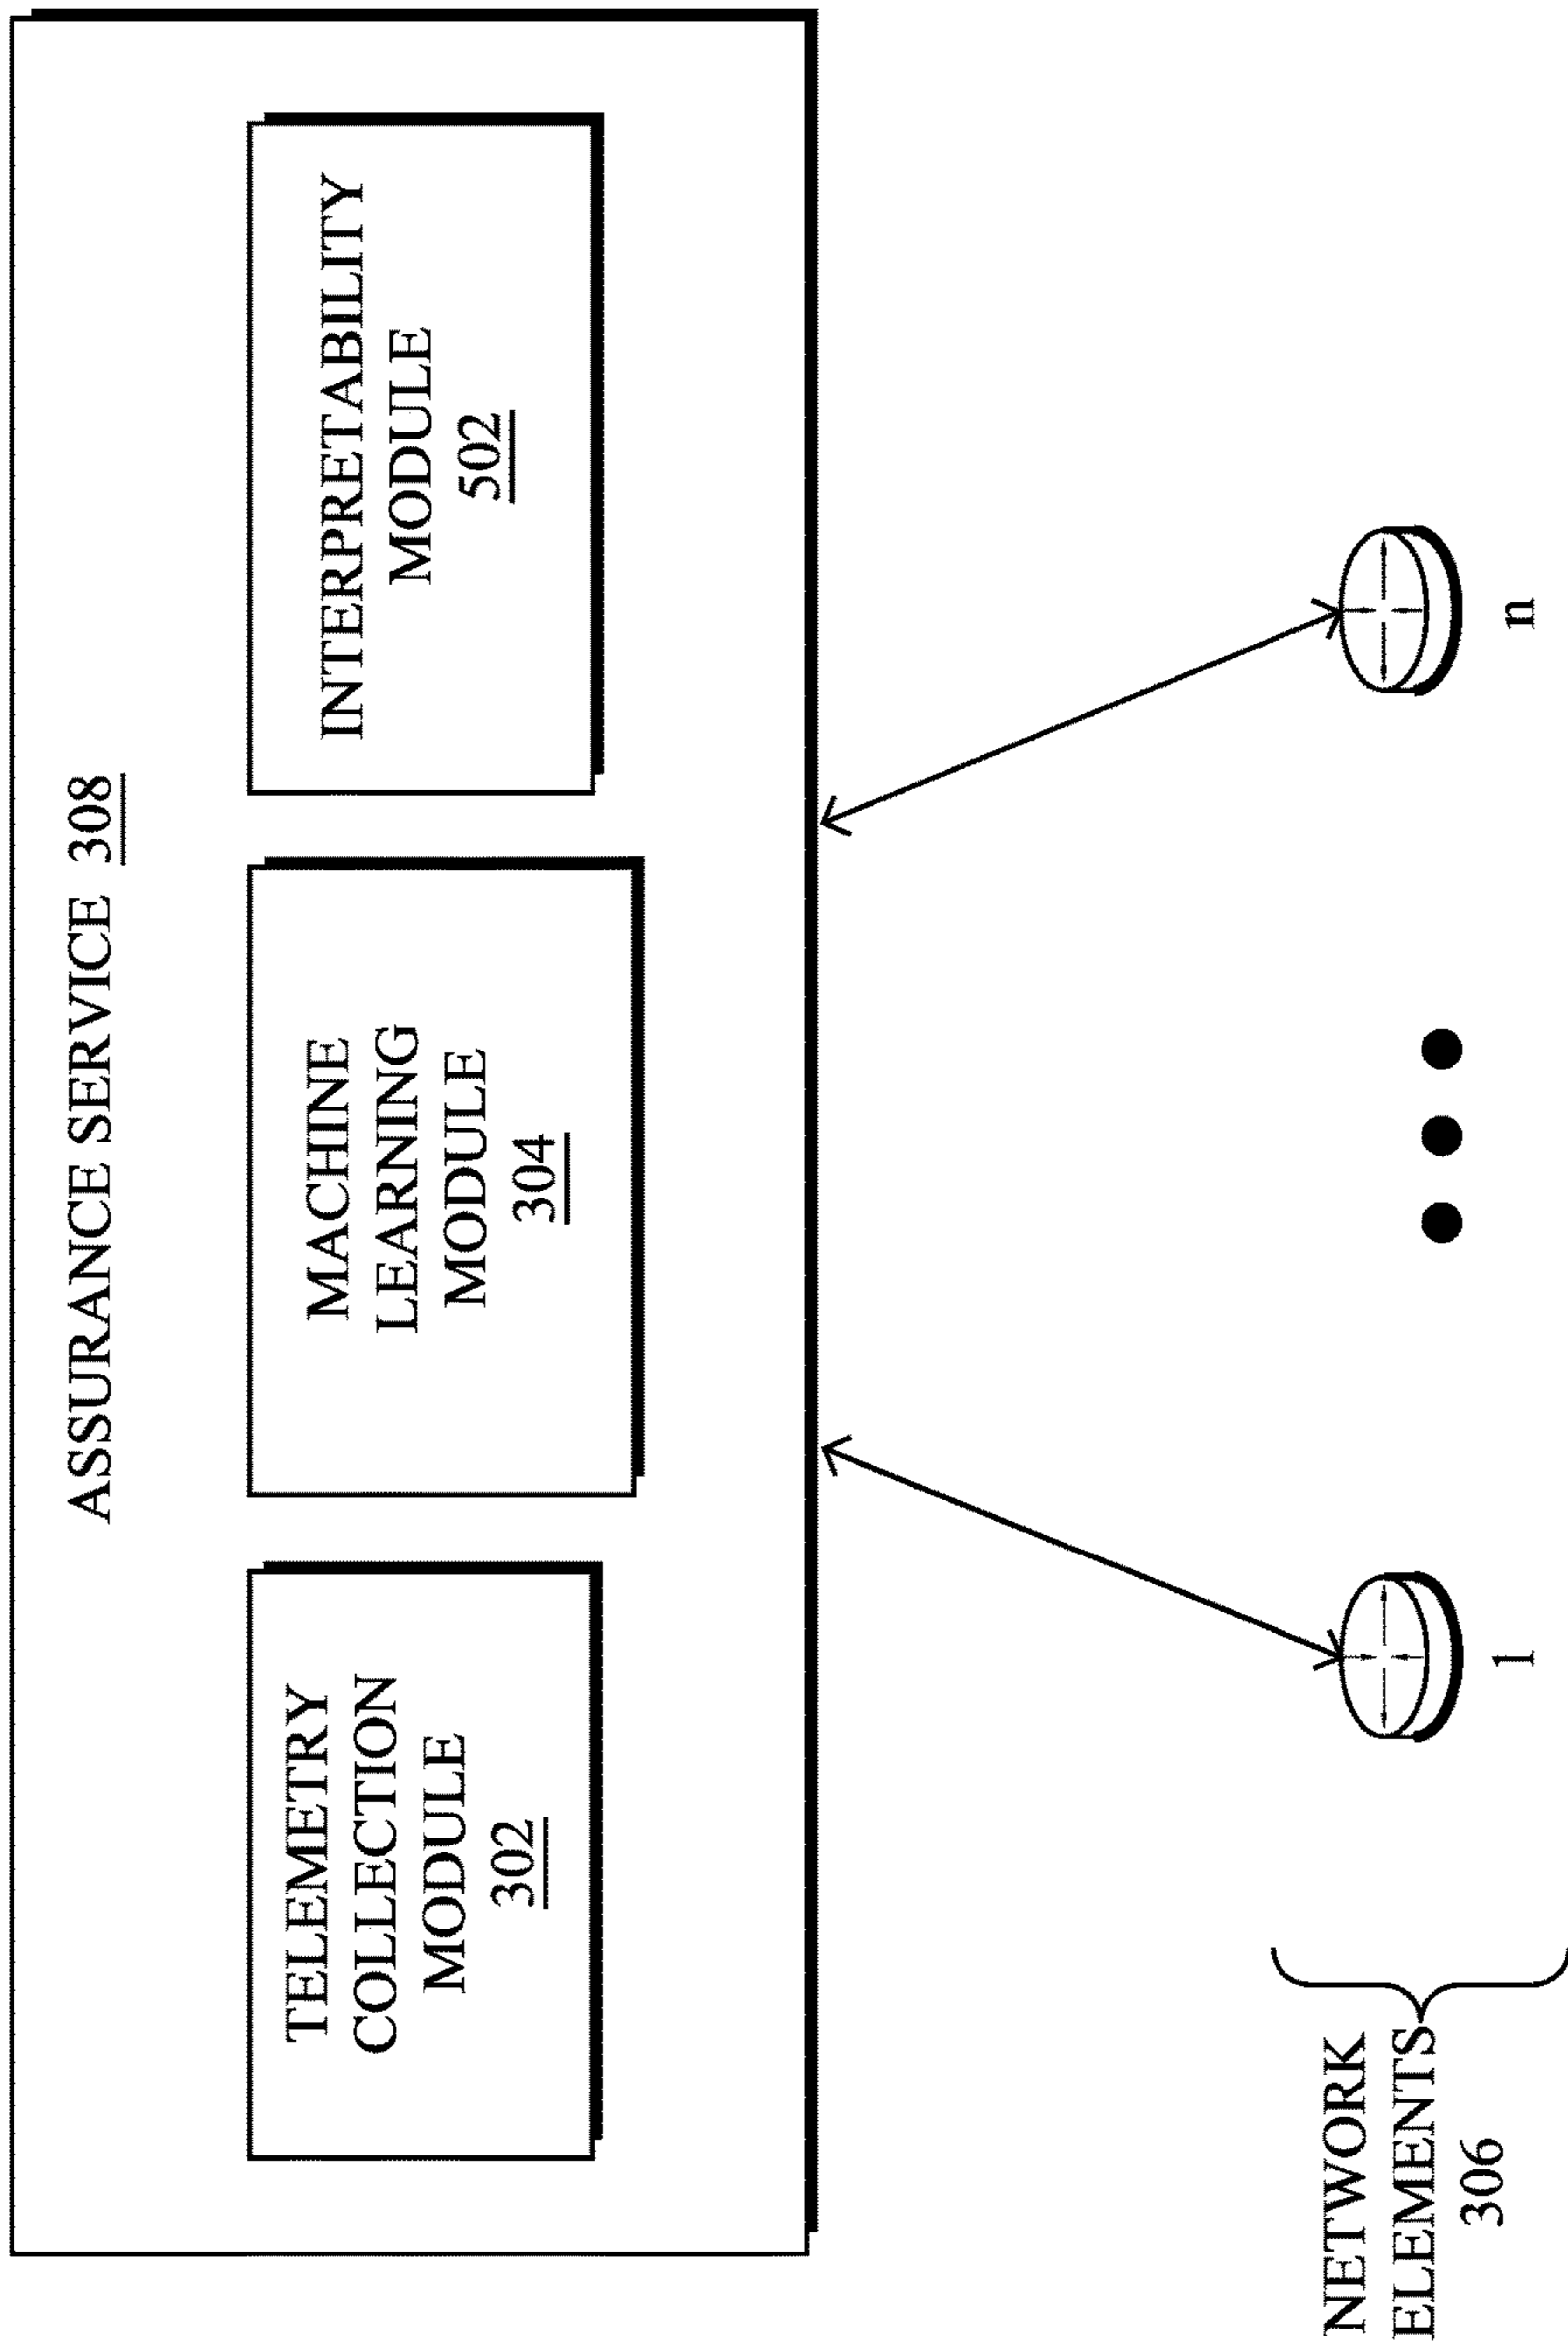 ASSURANCE SERVICE 308
TELEMETRY
COLLECTION
MODULE
302
MACHINE
LEARNING
MODULE
304
INTERPRETABILITY
MODULE
502
NETWORK
ELEMENTS
306
1
n